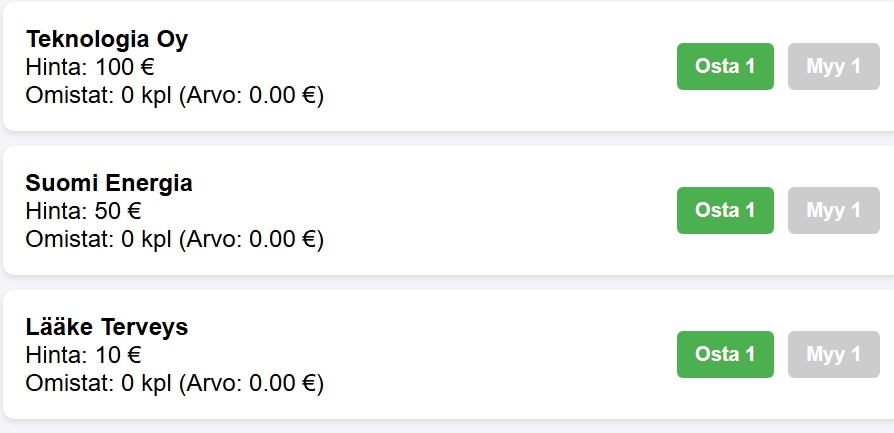 Teknologia Oy
Hinta: 100 €
Omistat: 0 kpl (Arvo: 0.00 €)
Osta 1
Myy 1
Suomi Energia
Hinta: 50 €
Omistat: 0 kpl (Arvo: 0.00 €)
Osta 1
Myy 1
Lääke Terveys
Hinta: 10 €
Omistat: 0 kpl (Arvo: 0.00 €)
Osta 1
Myy 1